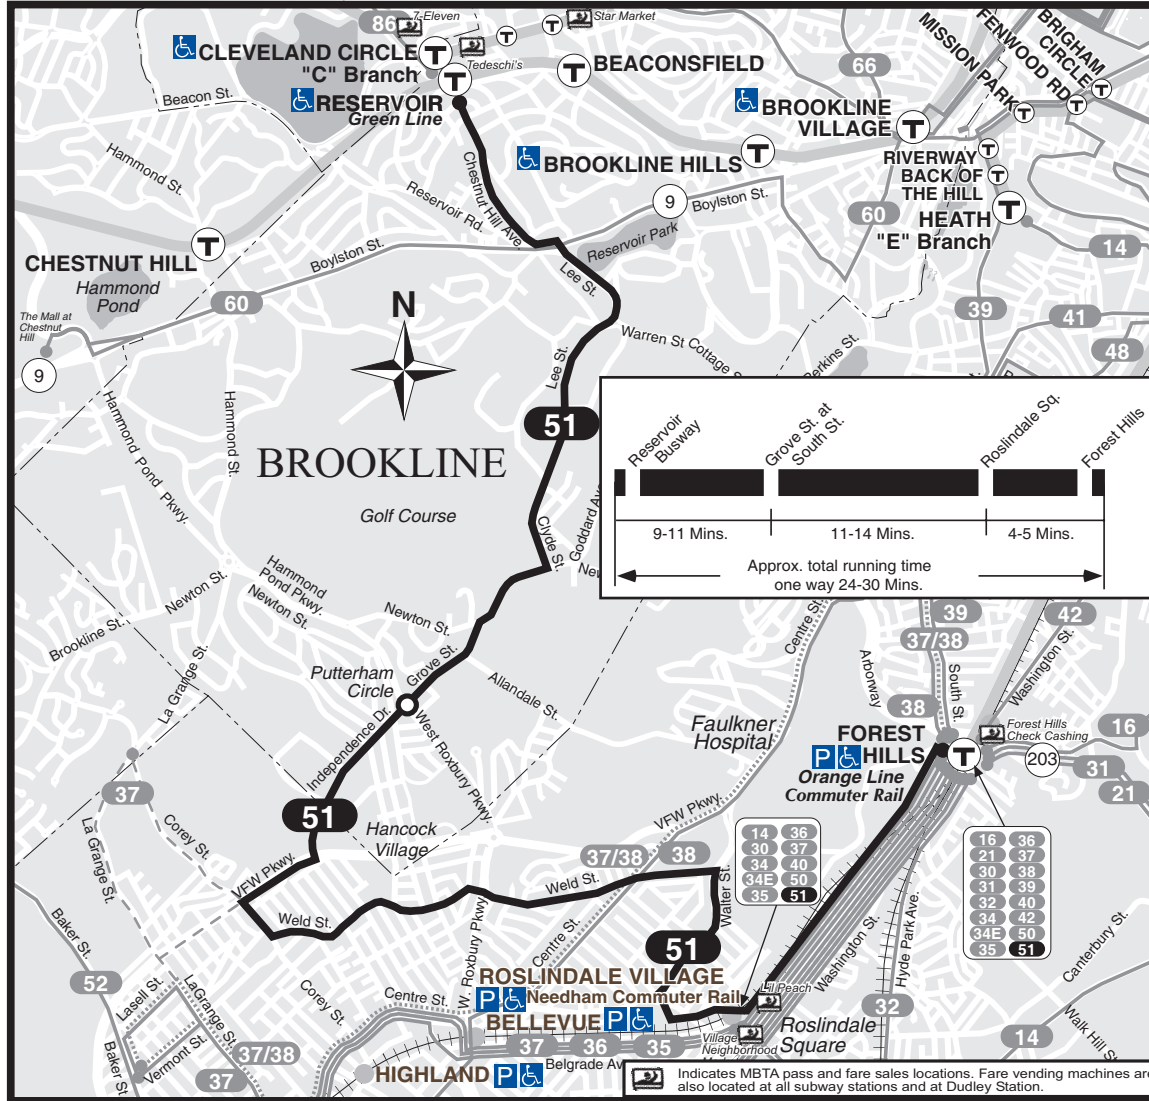 86
7-Eleven
Star Market
CLEVELAND CIRCLE
"C" Branch
T
Tedeschi's
T
T
T
BEACONSFIELD
T
RESERVOIR
Green Line
66
MISSION PARK
FENWOOD RD
BRIGHAM
CIRCLE
T
T
T
BROOKLINE
VILLAGE
T
Beacon St.
Hammond St.
BROOKLINE HILLS
T
RIVERWAY
BACK OF
THE HILL
T
T
HEATH
"E" Branch
T
Chestnut Hill Ave
Reservoir Rd.
9
Boylston St.
60
14
T
CHESTNUT HILL
Hammond
Pond
Boylston St.
Reservoir Park
Lee St.
60
The Mall at
Chestnut
Hill
9
N
39
41
48
Warren St
Cottage S
Perkins St.
Lee St.
Hammond Pond Pkwy.
Hammond St.
51
BROOKLINE
Golf Course
Clyde St.
Goddard Av
New
Reservoir
Busway
Grove St. at
South St.
Roslindale Sq.
Forest Hills
9-11 Mins.
11-14 Mins.
4-5 Mins.
Approx. total running time
one way 24-30 Mins.
Hammond
Pond Pkwy.
Newton St.
Newton St.
Brookline St.
Newton St.
La Grange St.
Putterham
Circle
Grove St.
Allandale St.
Independence Dr.
West Roxbury Pkwy.
Centre St.
39
37/38
42
Arborway
South St.
Washington St.
38
Faulkner
Hospital
FOREST
HILLS
P
T
Orange Line
Commuter Rail
Forest Hills
Check Cashing
16
203
31
21
37
51
Hancock
Village
La Grange St.
Corey St.
VFW Pkwy.
VFW Pkwy.
37/38
38
14 36
30 37
34 40
34E 50
35 51
16 36
21 37
30 38
31 39
32 40
34 42
34E 50
35 51
Weld St.
Weld St.
Walter St.
Baker St.
52
51
Washington St.
Hyde Park Ave.
Canterbury St.
W. Roxbury Pkwy.
Centre St.
ROSLINDALE VILLAGE
P
Needham Commuter Rail
BELLEVUE
P
Li'l Peach
Lasell St.
LaGrange St.
Corey St.
Centre St.
32
14
Walk Hill St
Roslindale
Square
Village
Neighborhood
37
36
35
Belgrade Av
Vermont St.
37/38
37
Baker St
HIGHLAND
P
Indicates MBTA pass and fare sales locations. Fare vending machines are
also located at all subway stations and at Dudley Station.